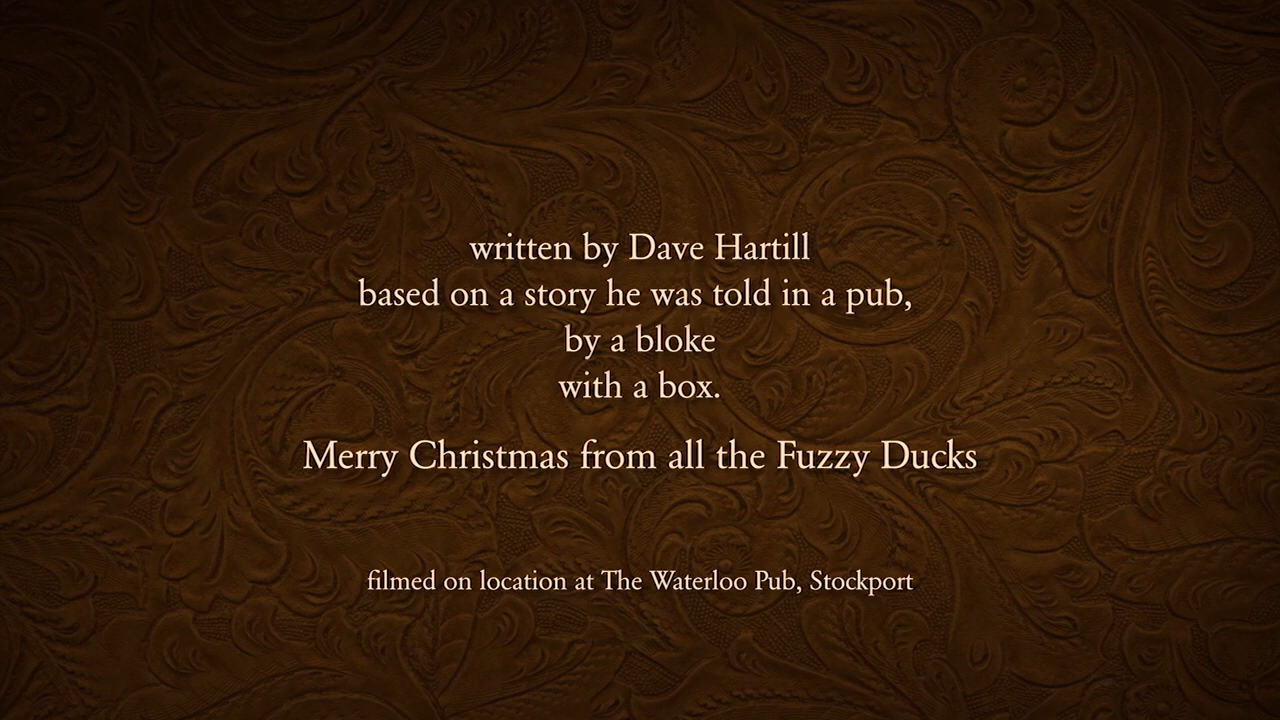 written by Dave Hartill
based on a story he was told in a pub,
by a bloke
with a box.
Merry Christmas from all the Fuzzy Ducks
filmed on location at The Waterloo Pub, Stockport